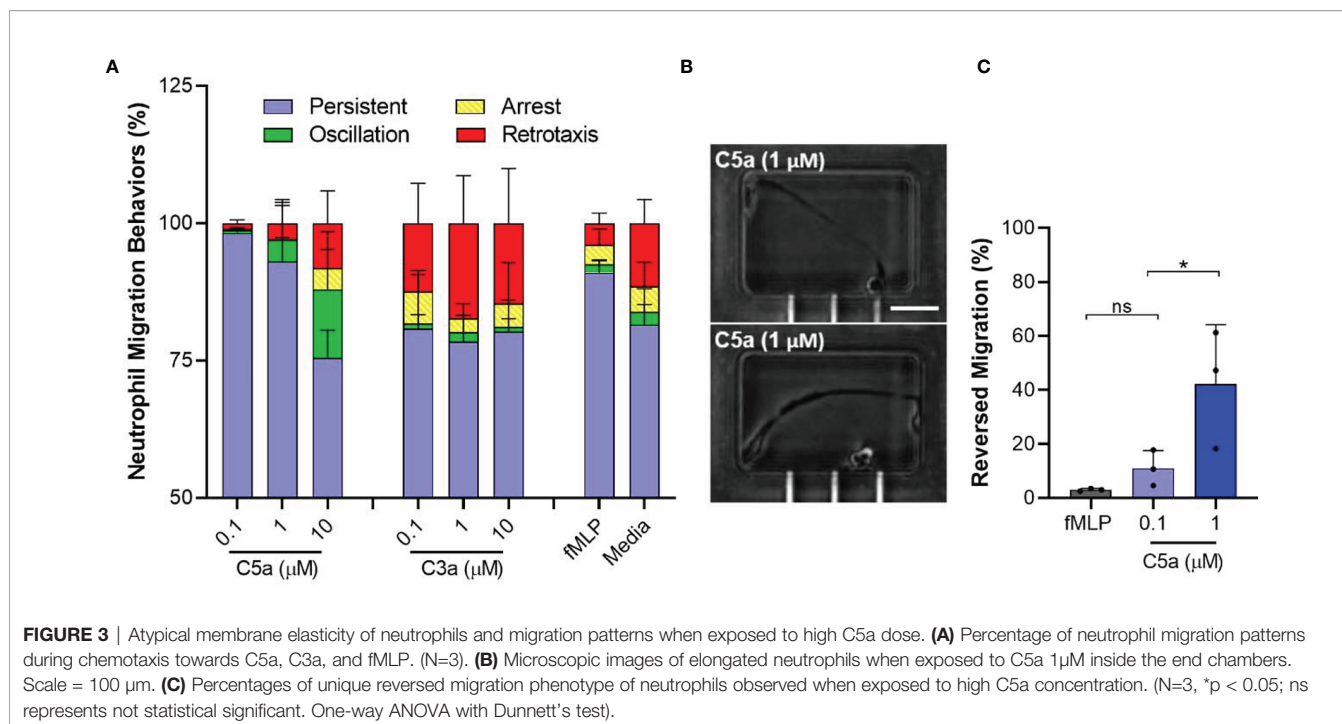 A
B
C
Neutrophil Migration Behaviors (%)
125
100
75
50
Persistent
Oscillation
Arrest
Retrotaxis
0.1
1
10
C5a (μM)
0.1
1
10
C3a (μM)
fMLP
Media
C5a (1 μM)
C5a (1 μM)
Reversed Migration (%)
100
80
60
40
20
0
ns
*
fMLP
0.1
1
C5a (μM)
FIGURE 3 | Atypical membrane elasticity of neutrophils and migration patterns when exposed to high C5a dose. (A) Percentage of neutrophil migration patterns
during chemotaxis towards C5a, C3a, and fMLP. (N=3). (B) Microscopic images of elongated neutrophils when exposed to C5a 1μM inside the end chambers.
Scale = 100 μm. (C) Percentages of unique reversed migration phenotype of neutrophils observed when exposed to high C5a concentration. (N=3, *p < 0.05; ns
represents not statistical significant. One-way ANOVA with Dunnett's test).